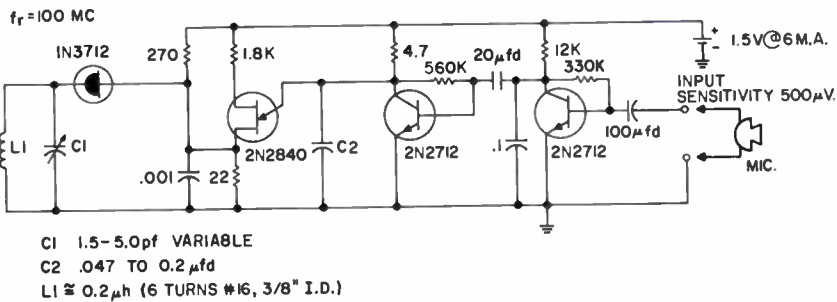 fr=100 MC
1N3712
270
1.8K
4.7
560K
20µfd
12K
330K
1.5V@6M.A.
+
-
INPUT
SENSITIVITY 500µV.
100µfd
L1
C1
.001
22
2N2840
C2
2N2712
.1
2N2712
MIC.
C1 1.5-5.0pf VARIABLE
C2 .047 TO 0.2µfd
L1 ≅ 0.2µh (6 TURNS #16, 3/8" I.D.)